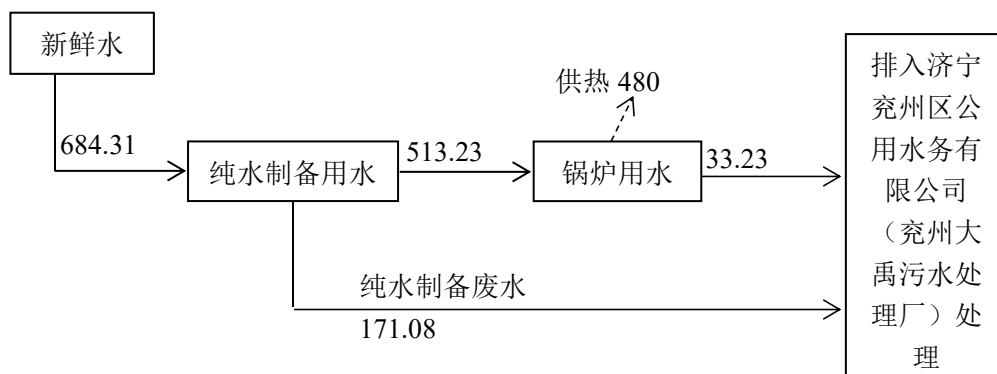 新鲜水
684.31
纯水制备用水
513.23
供热 480
锅炉用水
33.23
纯水制备废水
171.08
排入济宁
兖州区公
用水务有
限公司
（兖州大
禹污水处
理厂）处
理